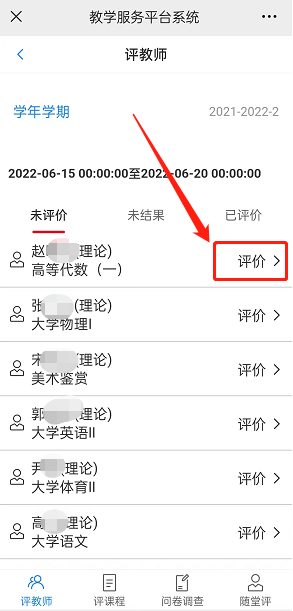 教学服务平台系统
评教师
学年学期 2021-2022-2
2022-06-15 00:00:00至2022-06-20 00:00:00
未评价 未结果 已评价
赵 (理论)
高等代数（一）
评价
张 (理论)
大学物理I
评价
宋 (理论)
美术鉴赏
评价
郭 (理论)
大学英语II
评价
尹 (理论)
大学体育II
评价
高 (理论)
大学语文
评价
评教师 评课程 问卷调查 随堂评